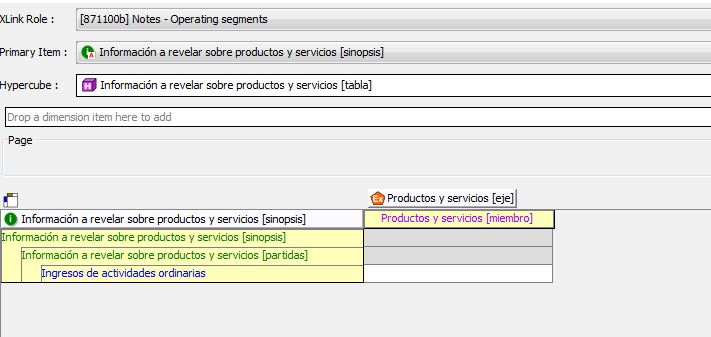 XLink Role : [871100b] Notes - Operating segments
Primary Item : Información a revelar sobre productos y servicios [sinopsis]
Hypercube : H Información a revelar sobre productos y servicios [tabla]
Drop a dimension item here to add
Page
Ex Productos y servicios [eje]
Información a revelar sobre productos y servicios [sinopsis] Productos y servicios [miembro]
Información a revelar sobre productos y servicios [sinopsis]
Información a revelar sobre productos y servicios [partidas]
Ingresos de actividades ordinarias